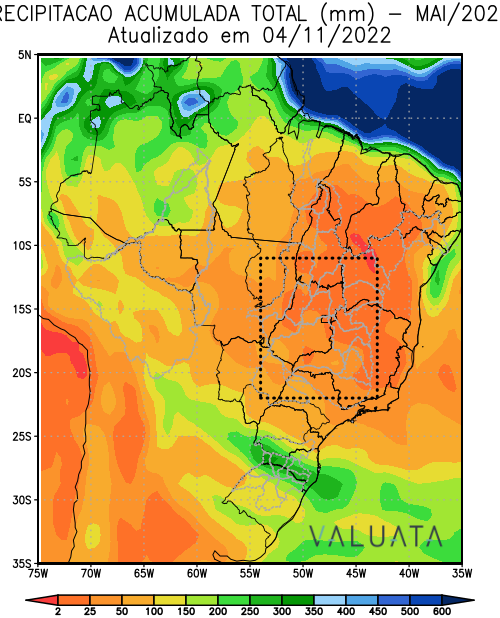 RECIPITACAO ACUMULADA TOTAL (mm) – MAI/202
Atualizado em 04/11/2022
5N
EQ
5S
10S
15S
20S
25S
30S
35S
VALUATA
75W 70W 65W 60W 55W 50W 45W 40W 35W
2 25 50 100 150 200 250 300 350 400 450 500 600